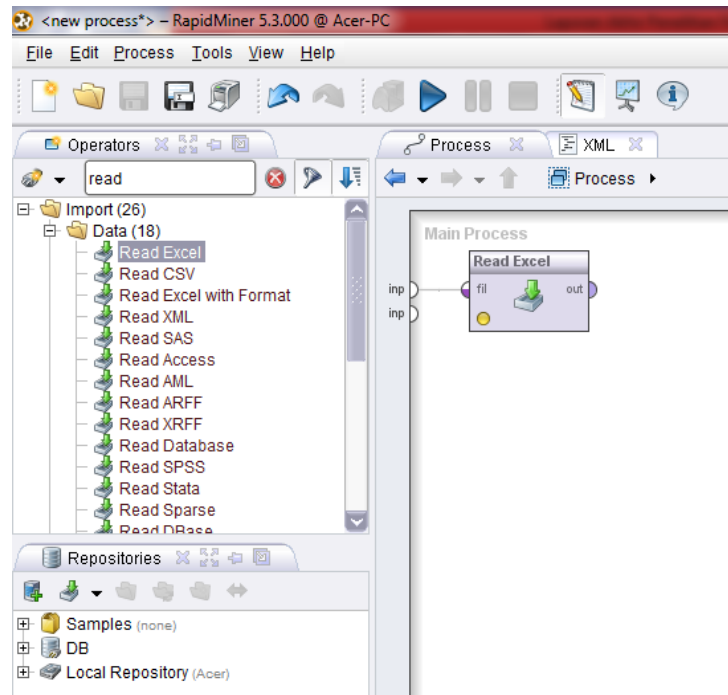 <new process*> – RapidMiner 5.3.000 @ Acer-PC
File Edit Process Tools View Help
Operators
read
Import (26)
Data (18)
Read Excel
Read CSV
Read Excel with Format
Read XML
Read SAS
Read Access
Read AML
Read ARFF
Read XRFF
Read Database
Read SPSS
Read Stata
Read Sparse
Read DBase
Repositories
Samples (none)
DB
Local Repository (Acer)
Process XML
Process
Main Process
Read Excel
inp fil out
inp